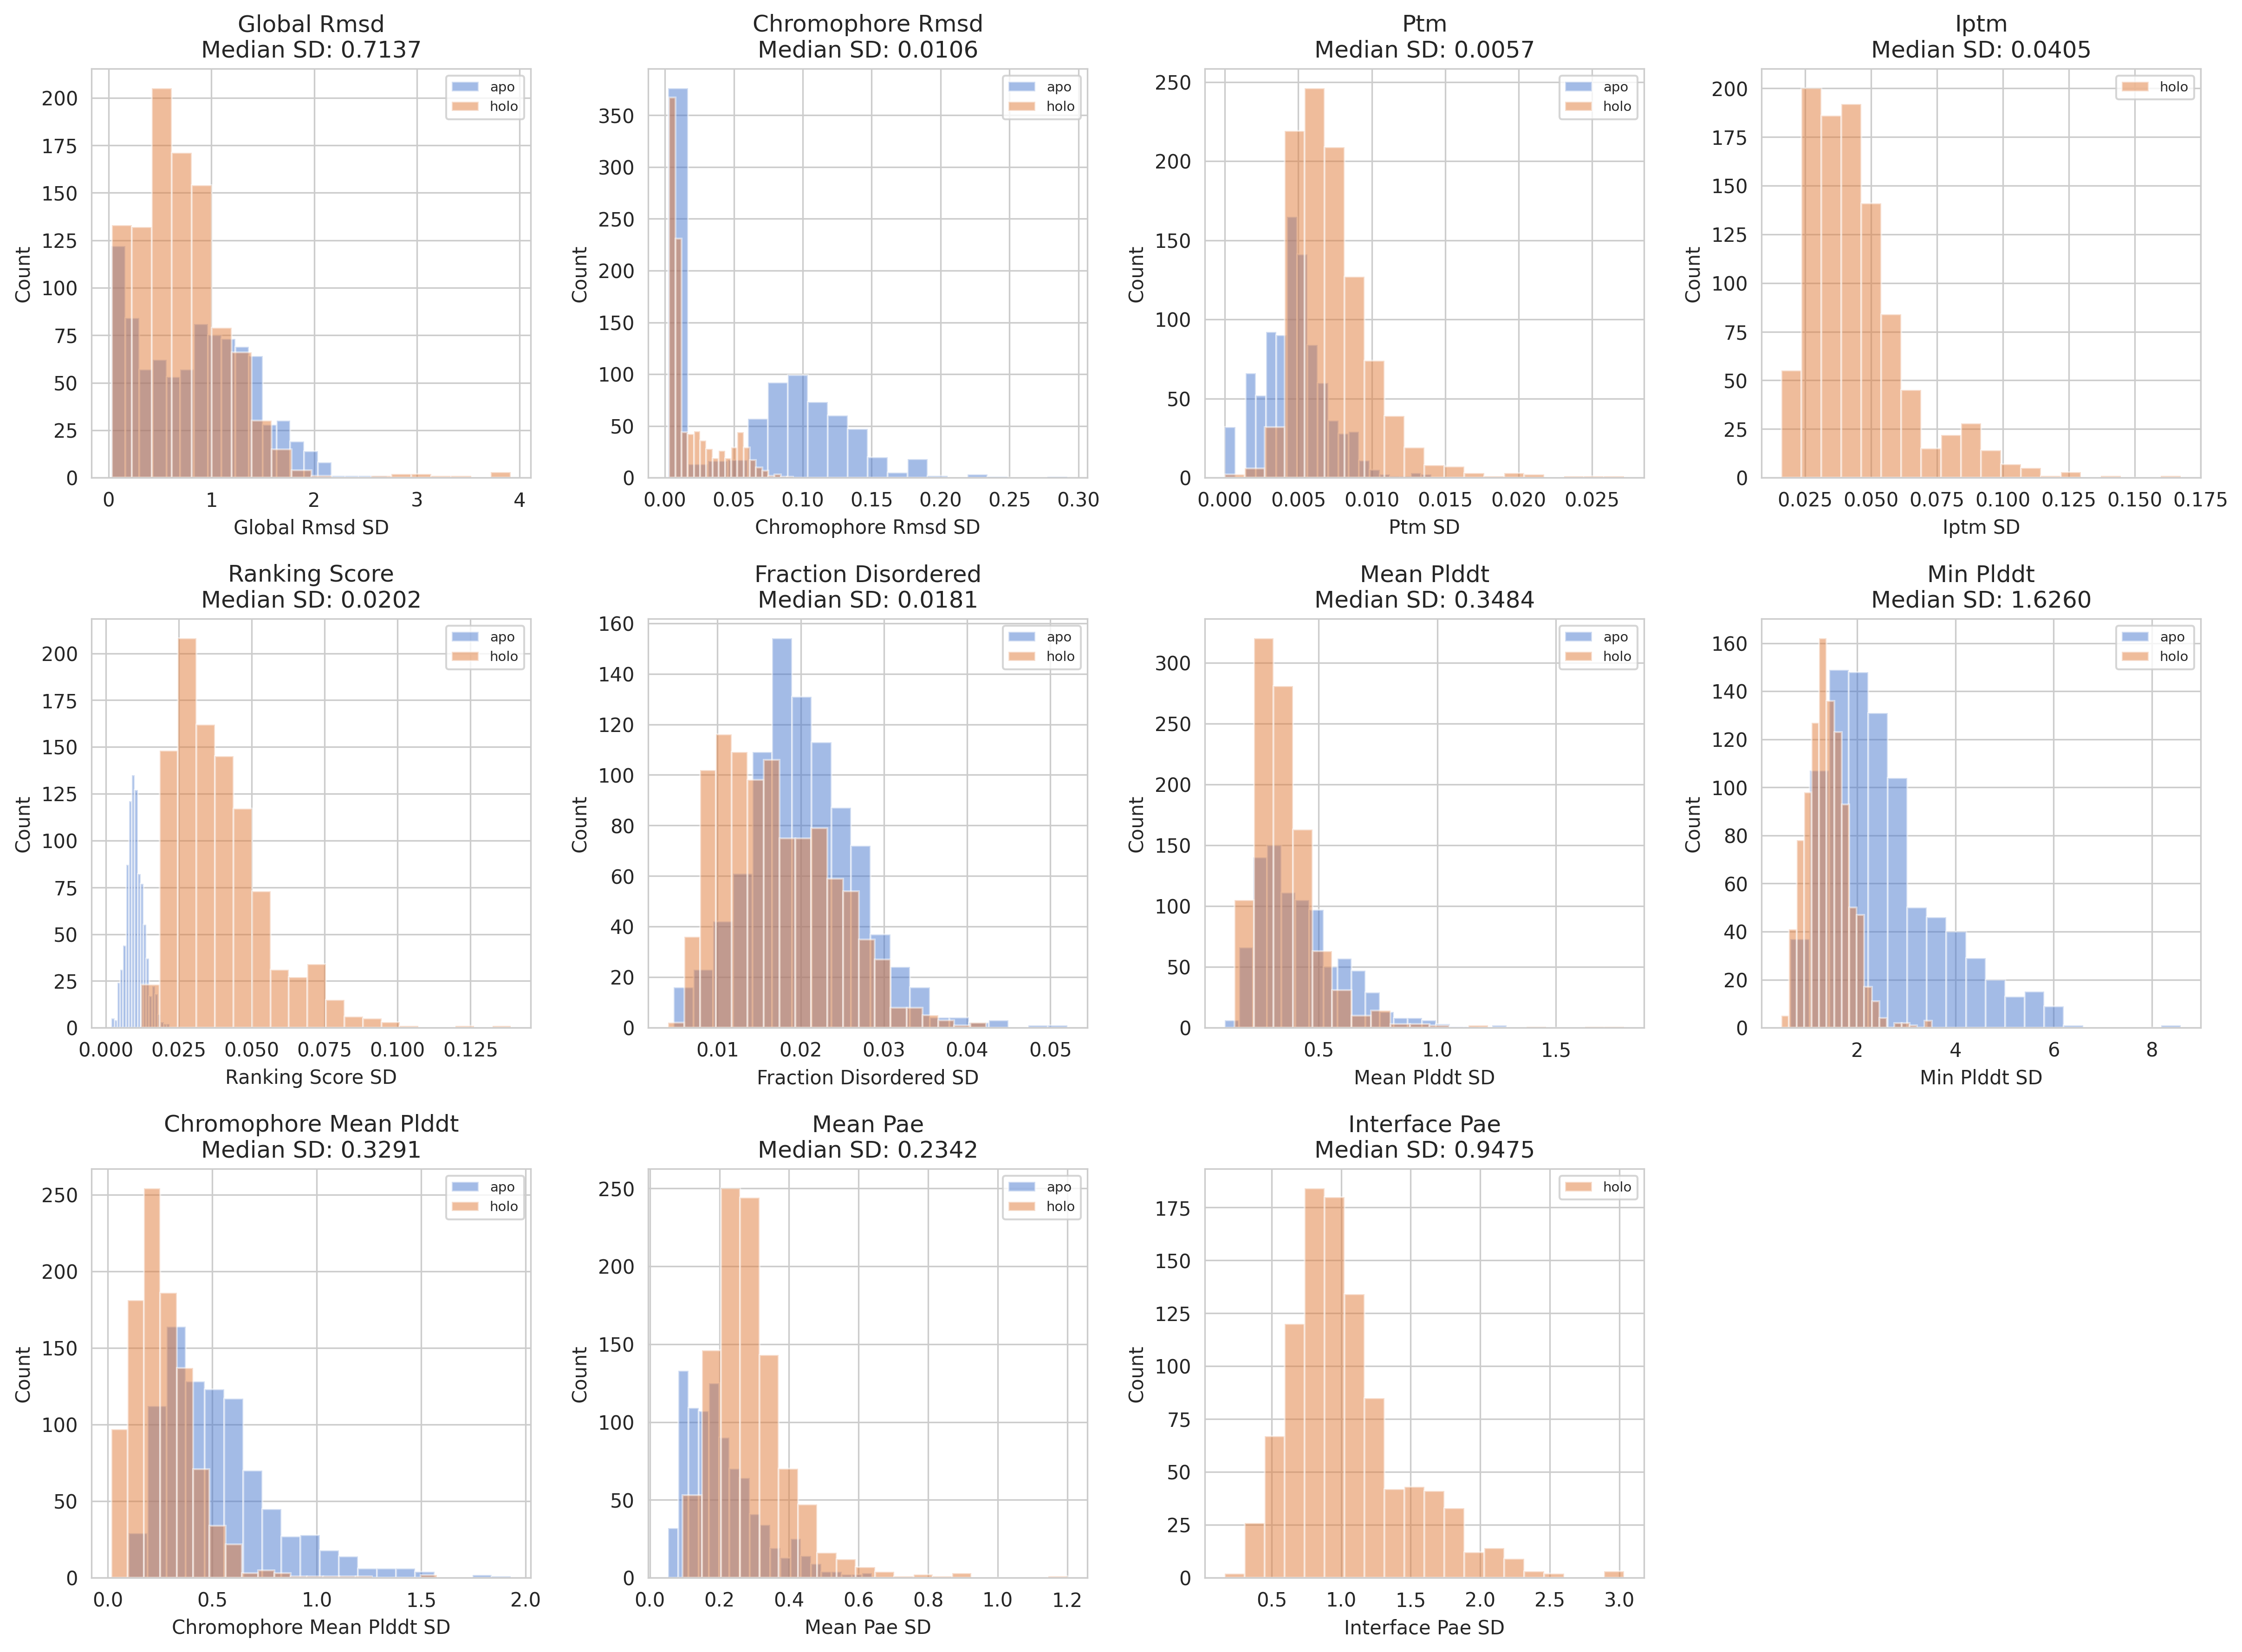 Global Rmsd
Median SD: 0.7137
apo
holo
200
175
150
125
100
75
50
25
0
Count
0
1
2
3
4
Global Rmsd SD
Chromophore Rmsd
Median SD: 0.0106
apo
holo
350
300
250
200
150
100
50
0
Count
0.00
0.05
0.10
0.15
0.20
0.25
0.30
Chromophore Rmsd SD
Ptm
Median SD: 0.0057
apo
holo
250
200
150
100
50
0
Count
0.000
0.005
0.010
0.015
0.020
0.025
Ptm SD
Iptm
Median SD: 0.0405
holo
200
175
150
125
100
75
50
25
0
Count
0.025
0.050
0.075
0.100
0.125
0.150
0.175
Iptm SD
Ranking Score
Median SD: 0.0202
apo
holo
200
175
150
125
100
75
50
25
0
Count
0.000
0.025
0.050
0.075
0.100
0.125
Ranking Score SD
Fraction Disordered
Median SD: 0.0181
apo
holo
160
140
120
100
80
60
40
20
0
Count
0.01
0.02
0.03
0.04
0.05
Fraction Disordered SD
Mean Plddt
Median SD: 0.3484
apo
holo
300
250
200
150
100
50
0
Count
0.5
1.0
1.5
Mean Plddt SD
Min Plddt
Median SD: 1.6260
apo
holo
160
140
120
100
80
60
40
20
0
Count
2
4
6
8
Min Plddt SD
Chromophore Mean Plddt
Median SD: 0.3291
apo
holo
250
200
150
100
50
0
Count
0.0
0.5
1.0
1.5
2.0
Chromophore Mean Plddt SD
Mean Pae
Median SD: 0.2342
apo
holo
250
200
150
100
50
0
Count
0.0
0.2
0.4
0.6
0.8
1.0
1.2
Mean Pae SD
Interface Pae
Median SD: 0.9475
holo
175
150
125
100
75
50
25
0
Count
0.5
1.0
1.5
2.0
2.5
3.0
Interface Pae SD